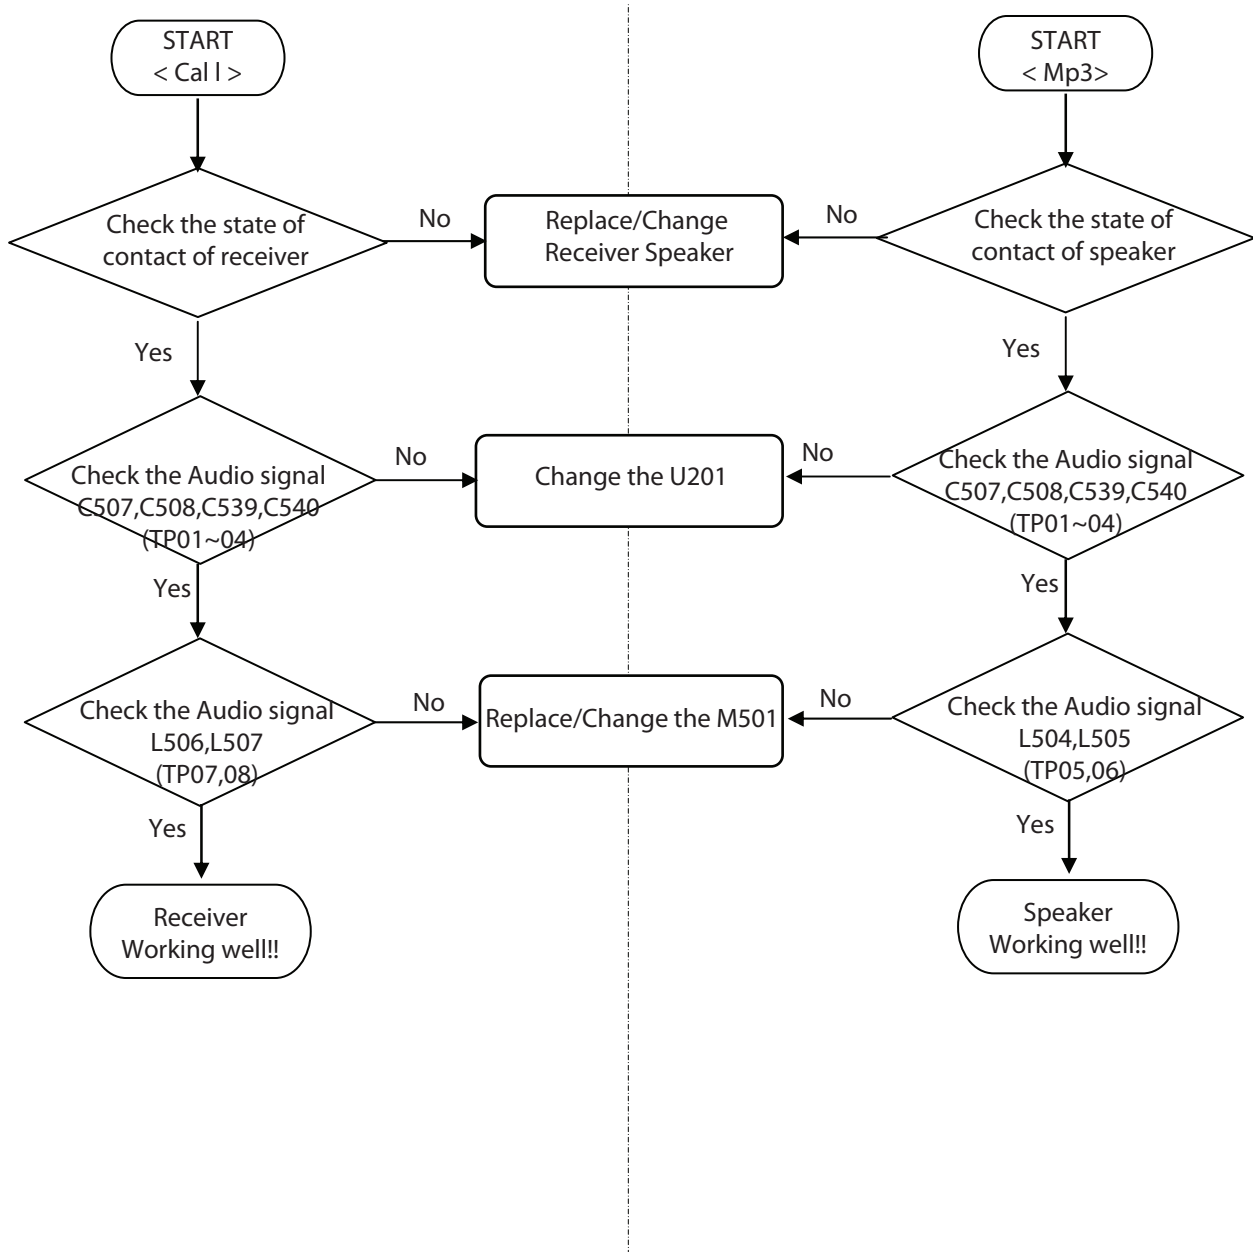 START
< Cal l >
Check the state of
contact of receiver
No
Yes
Check the Audio signal
C507,C508,C539,C540
(TP01~04)
No
Yes
Check the Audio signal
L506,L507
(TP07,08)
No
Yes
Receiver
Working well!!
Replace/Change
Receiver Speaker
Change the U201
Replace/Change the M501
START
< Mp3>
Check the state of
contact of speaker
No
Yes
Check the Audio signal
C507,C508,C539,C540
(TP01~04)
No
Yes
Check the Audio signal
L504,L505
(TP05,06)
No
Yes
Speaker
Working well!!